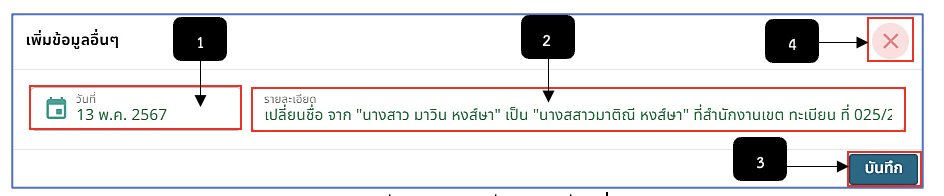 เพิ่มข้อมูลอื่นๆ
1
2
4
วันที่
13 พ.ค. 2567
รายละเอียด
เปลี่ยนชื่อ จาก "นางสาว มาวิน หงส์ษา" เป็น "นางสสาวมาติณี หงส์ษา" ที่สำนักงานเขต ทะเบียน ที่ 025/2
3
บันทึก